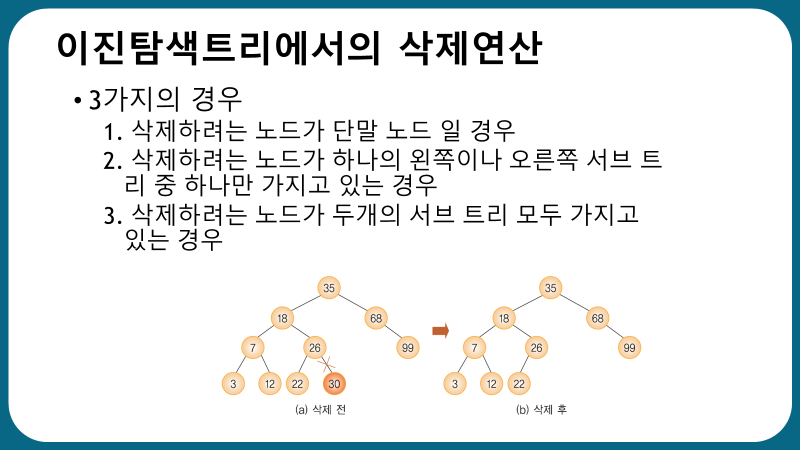 이진탐색트리에서의 삭제연산
• 3가지의 경우
1. 삭제하려는 노드가 단말 노드 일 경우
2. 삭제하려는 노드가 하나의 왼쪽이나 오른쪽 서브 트
리 중 하나만 가지고 있는 경우
3. 삭제하려는 노드가 두개의 서브 트리 모두 가지고
있는 경우
35
18 68
7 26 99
3 12 22 30
(a) 삭제 전
35
18 68
7 26 99
3 12 22
(b) 삭제 후